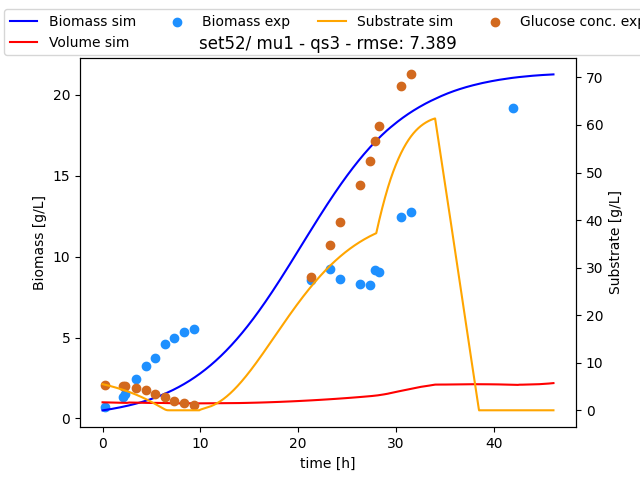 Biomass sim Biomass exp Substrate sim Glucose conc. exp
Volume sim
set52/ mu1 - qs3 - rmse: 7.389
20
15
10
5
0
Biomass [g/L]
70
60
50
40
30
20
10
0
Substrate [g/L]
0 10 20 30 40
time [h]